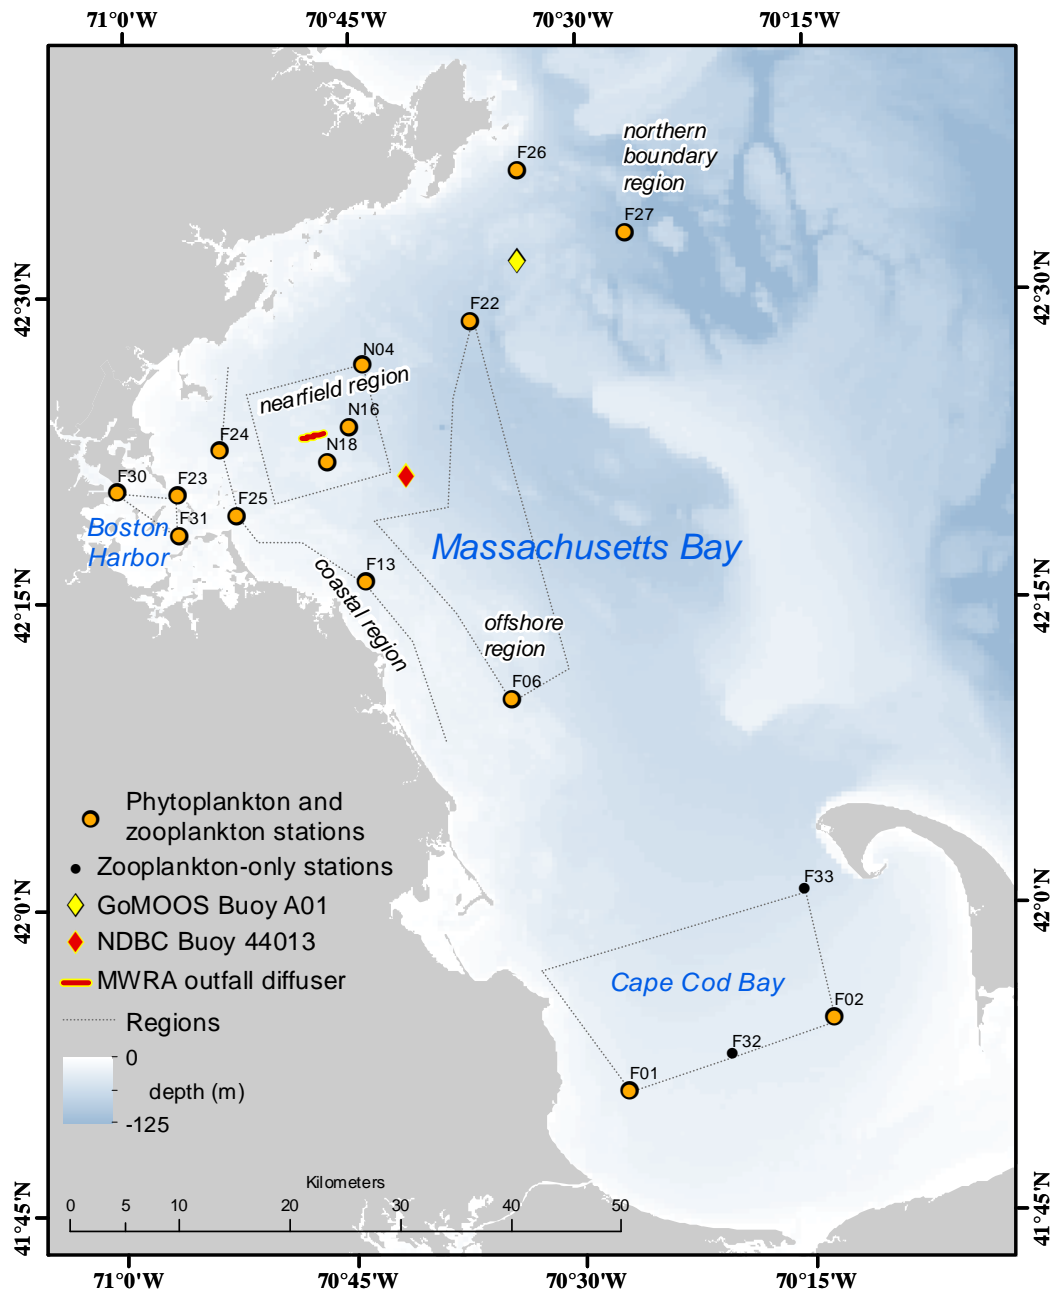 71°0'W 70°45'W 70°30'W 70°15'W
northern
boundary
region
F26
F27
42°30'N
42°30'N
F22
N04
nearfield region
N16
F24
N18
F30
F23
F25
F31
Boston
Harbor
Massachusetts Bay
F13
coastal region
42°15'N
42°15'N
offshore
region
F06
Phytoplankton and
zooplankton stations
Zooplankton-only stations
GoMOOS Buoy A01
NDBC Buoy 44013
MWRA outfall diffuser
Regions
0
depth (m)
-125
F33
42°0'N
42°0'N
Cape Cod Bay
F02
F32
F01
Kilometers
0 5 10 20 30 40 50
41°45'N
41°45'N
71°0'W 70°45'W 70°30'W 70°15'W